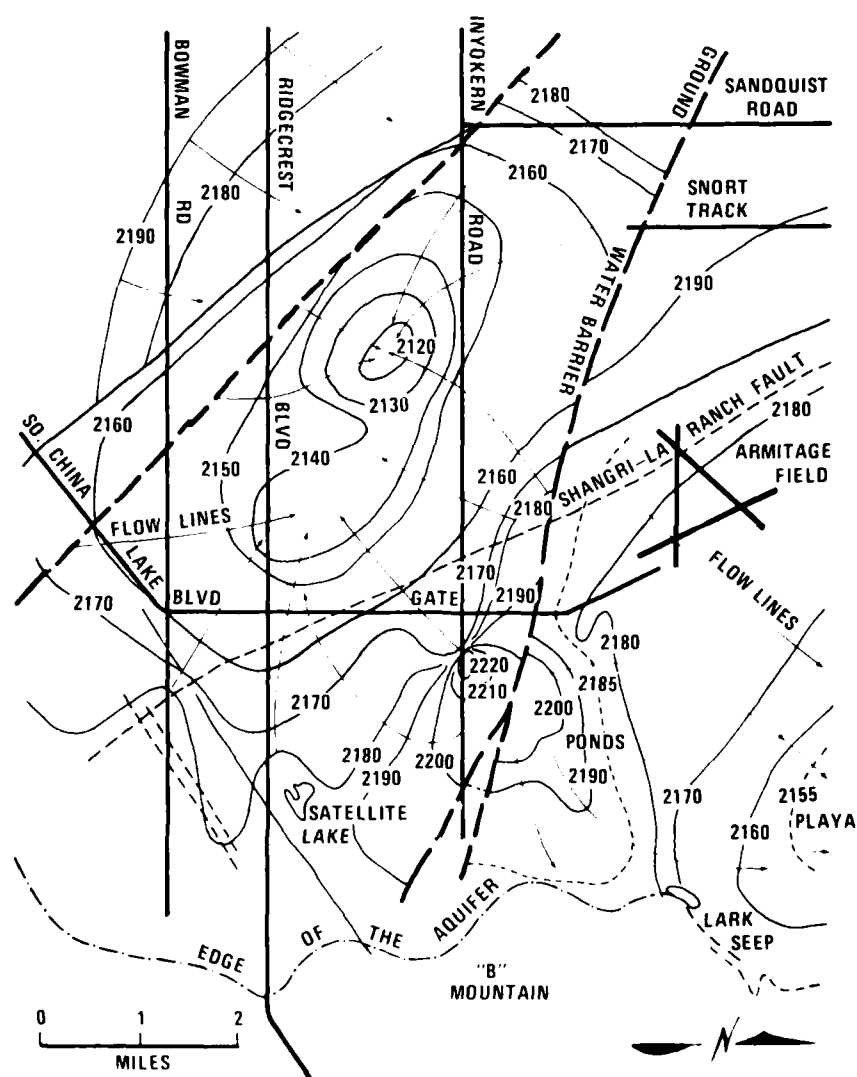 BOWMAN
RD
RIDGECREST
BLVD
INYOKERN
ROAD
GROUND
WATER BARRIER
SANDQUIST
ROAD
SNORT
TRACK
2180
2170
2160
2180
2190
2190
2120
2130
SHANGRI-LA RANCH FAULT
2180
ARMITAGE
FIELD
2160
2150
2140
2160
2180
SO. CHINA
LAKE
BLVD
FLOW LINES
FLOW LINES
2170
2170
GATE
2190
2180
2220
2210
2185
2200
2170
PONDS
2180
2190
2200
2190
2170
2155
PLAYA
2160
SATELLITE
LAKE
LARK
SEEP
EDGE OF THE AQUIFER
"B"
MOUNTAIN
0 1 2
MILES
N